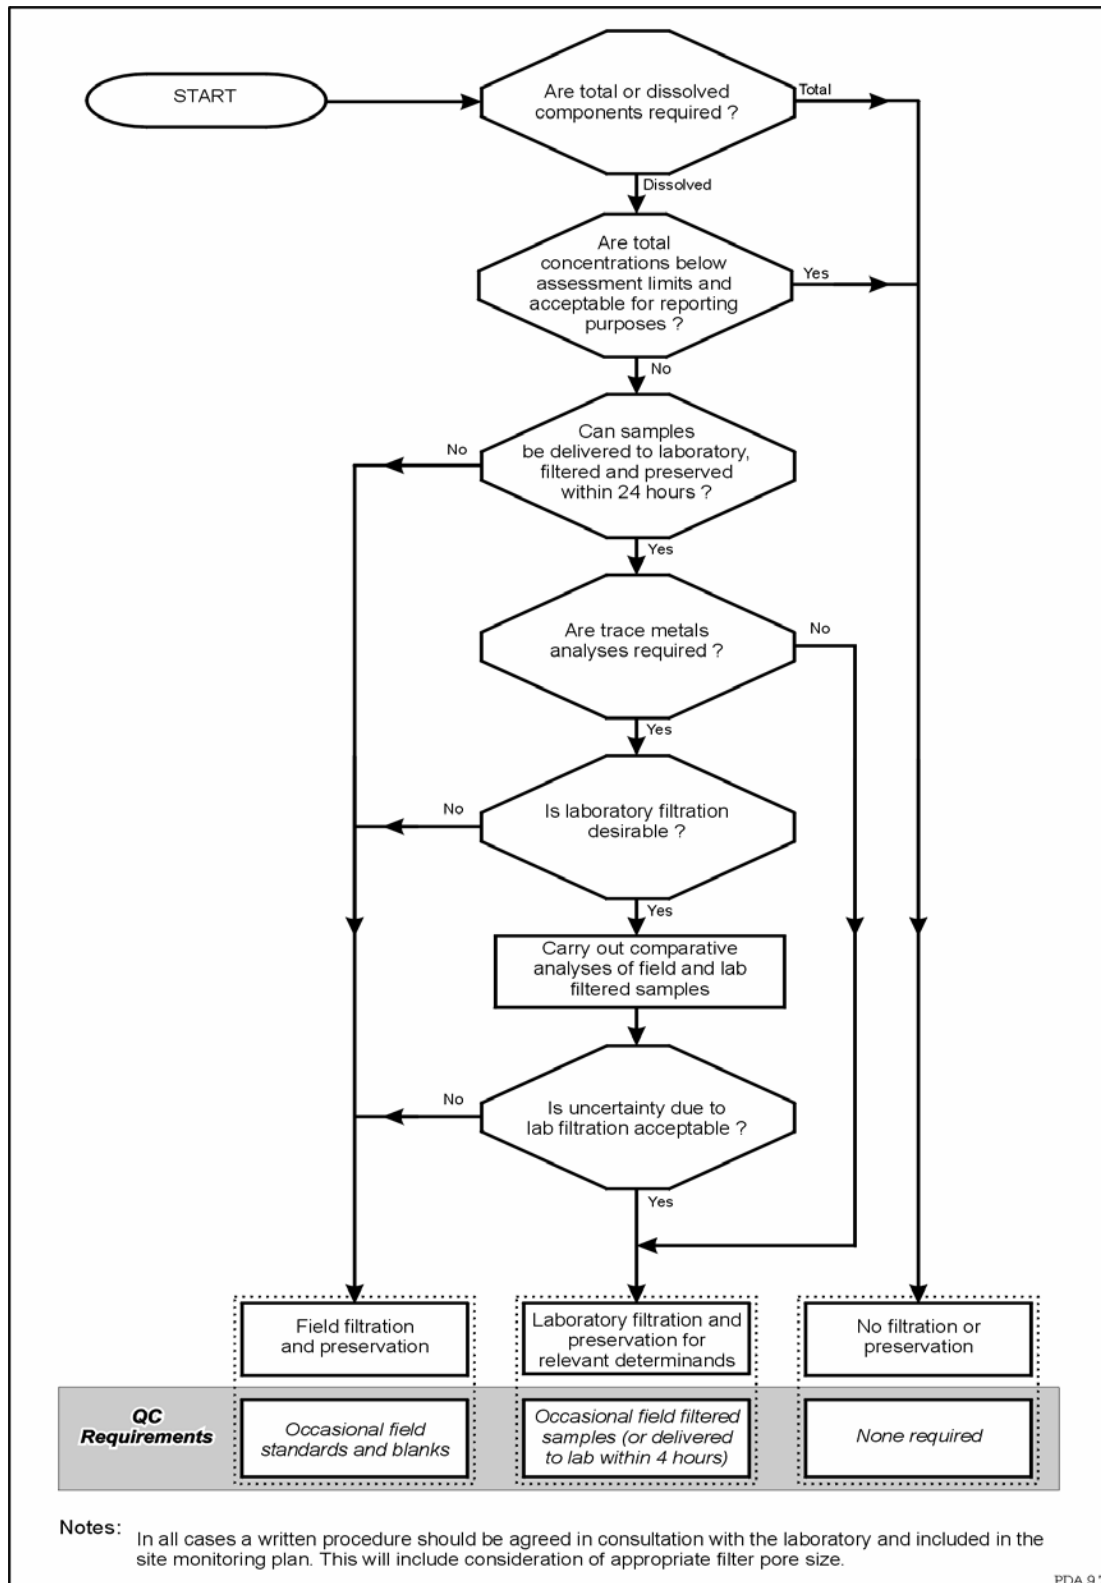 START
Are total or dissolved
components required ?
Total
Dissolved
Are total
concentrations below
assessment limits and
acceptable for reporting
purposes ?
Yes
No
Can samples
be delivered to laboratory,
filtered and preserved
within 24 hours ?
No
Yes
Are trace metals
analyses required ?
No
Yes
Is laboratory filtration
desirable ?
No
Yes
Carry out comparative
analyses of field and lab
filtered samples
Is uncertainty due to
lab filtration acceptable ?
No
Yes
Field filtration
and preservation
Laboratory filtration and
preservation for
relevant determinands
No filtration or
preservation
QC
Requirements
Occasional field
standards and blanks
Occasional field filtered
samples (or delivered
to lab within 4 hours)
None required
Notes:
In all cases a written procedure should be agreed in consultation with the laboratory and included in the
site monitoring plan. This will include consideration of appropriate filter pore size.